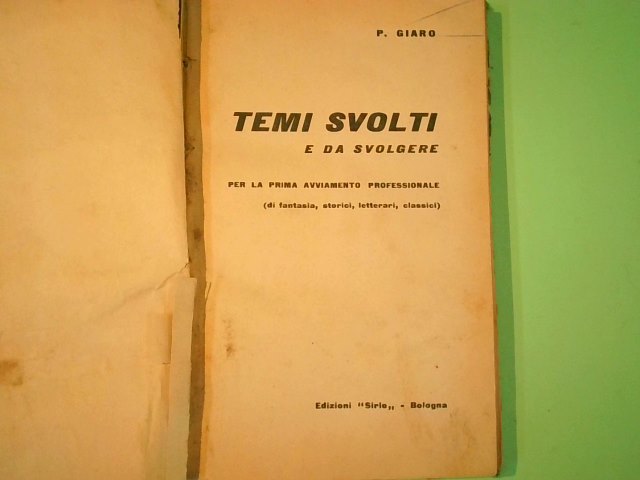 P. GIARO
TEMI SVOLTI
E DA SVOLGERE
PER LA PRIMA AVVIAMENTO PROFESSIONALE
(di fantasia, storici, letterari, classici)
Edizioni "Sirio„ - Bologna